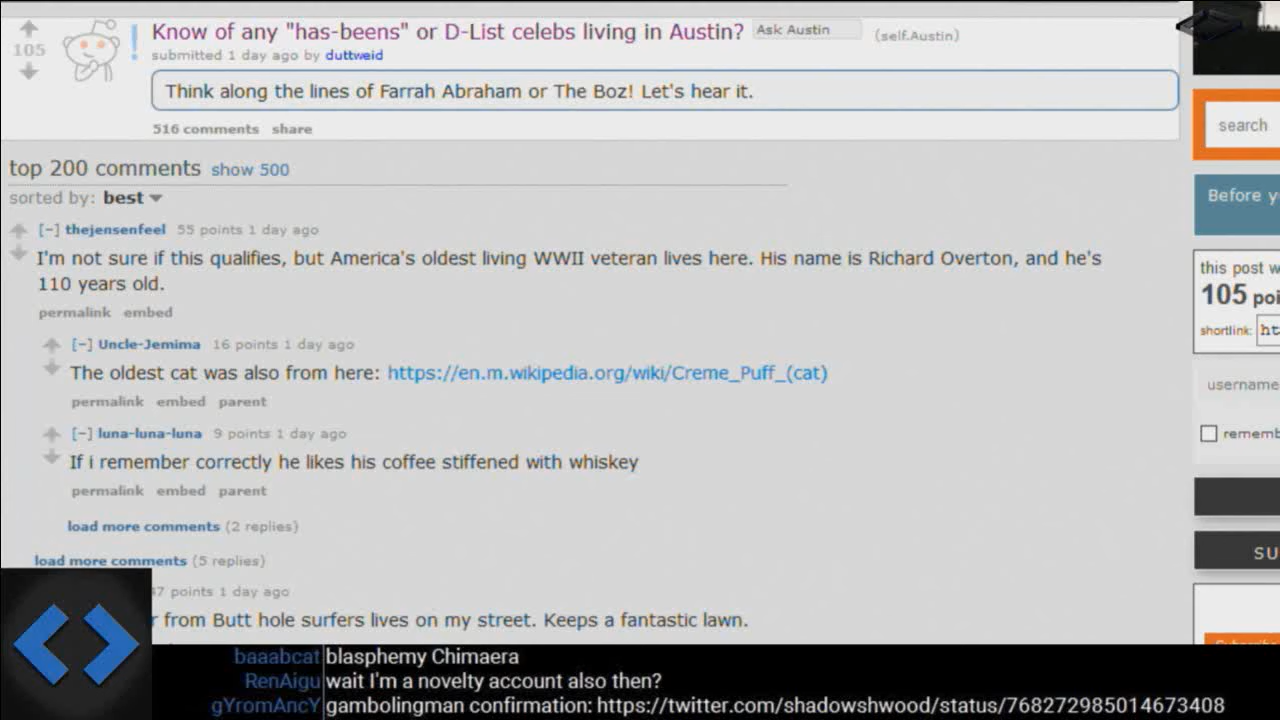 105
Know of any "has-beens" or D-List celebs living in Austin? Ask Austin (self.Austin)
submitted 1 day ago by duttweid
Think along the lines of Farrah Abraham or The Boz! Let's hear it.
516 comments share
search
top 200 comments show 500
sorted by: best
Before
[-] thejensenfeel 55 points 1 day ago
I'm not sure if this qualifies, but America's oldest living WWII veteran lives here. His name is Richard Overton, and he's
110 years old.
permalink embed
this post
105
shortlink:
[-] Uncle-Jemima 16 points 1 day ago
The oldest cat was also from here: https://en.m.wikipedia.org/wiki/Creme_Puff_(cat)
permalink embed parent
username
[-] luna-luna-luna 9 points 1 day ago
If i remember correctly he likes his coffee stiffened with whiskey
permalink embed parent
load more comments (2 replies)
load more comments (5 replies)
points 1 day ago
from Butt hole surfers lives on my street. Keeps a fantastic lawn.
baaabcat blasphemy Chimaera
RenAigu wait I'm a novelty account also then?
gYromAncY gambolingman confirmation: https://twitter.com/shadowshwood/status/768272985014673408